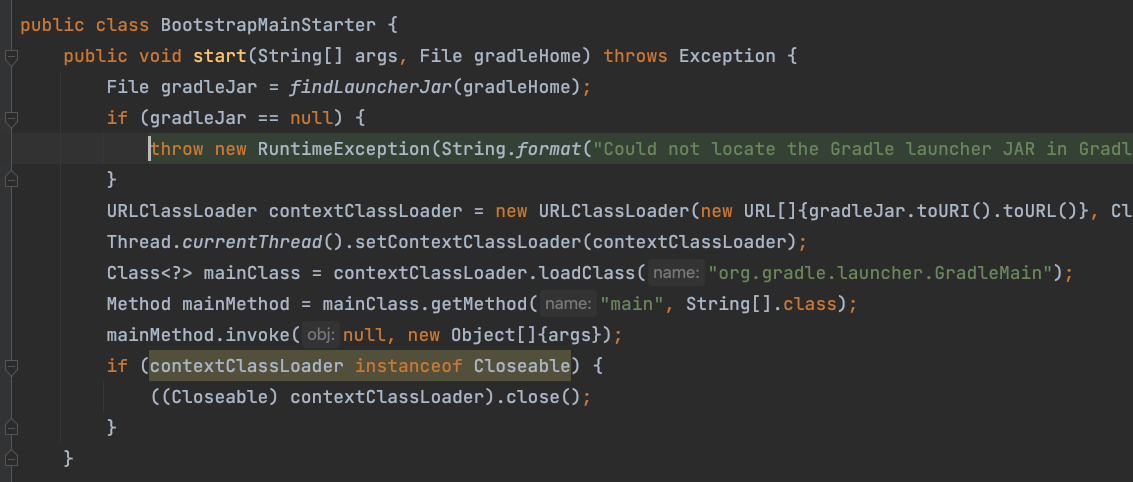 public class BootstrapMainStarter {
    public void start(String[] args, File gradleHome) throws Exception {
        File gradleJar = findLauncherJar(gradleHome);
        if (gradleJar == null) {
            throw new RuntimeException(String.format("Could not locate the Gradle launcher JAR in Gradl
        }
        URLClassLoader contextClassLoader = new URLClassLoader(new URL[]{gradleJar.toURI().toURL()}, Cl
        Thread.currentThread().setContextClassLoader(contextClassLoader);
        Class<?> mainClass = contextClassLoader.loadClass( name: "org.gradle.launcher.GradleMain");
        Method mainMethod = mainClass.getMethod( name: "main", String[].class);
        mainMethod.invoke( obj: null, new Object[]{args});
        if (contextClassLoader instanceof Closeable) {
            ((Closeable) contextClassLoader).close();
        }
    }